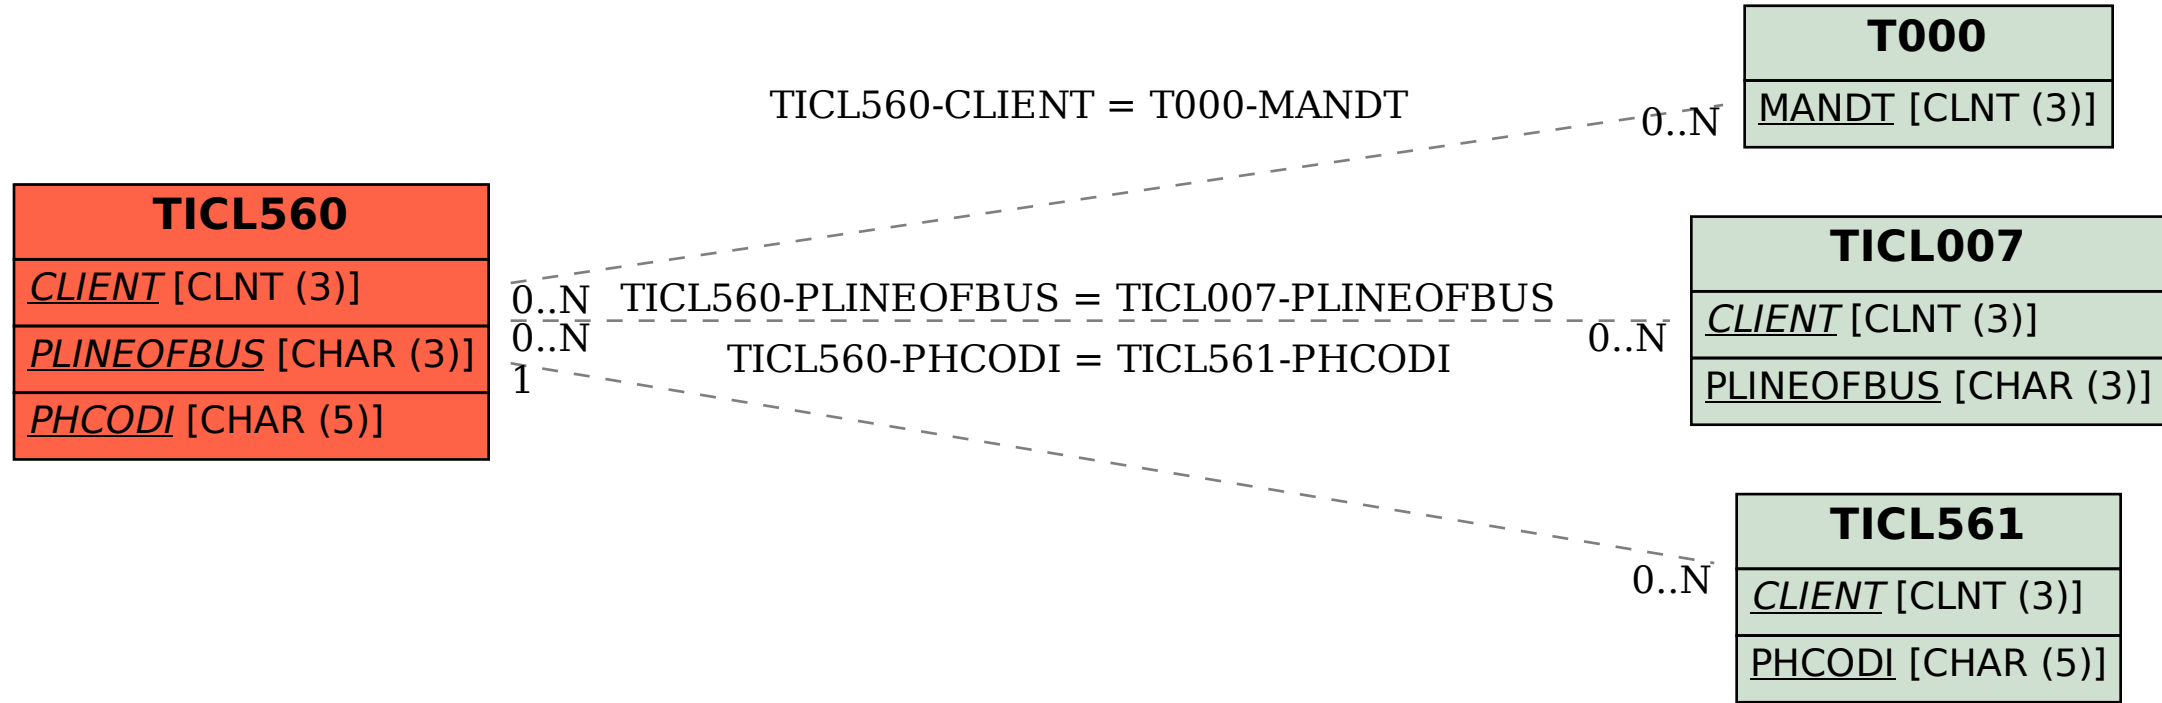 T000
MANDT [CLNT (3)]
TICL560-CLIENT = T000-MANDT
0..N
TICL560
CLIENT [CLNT (3)]
PLINEOFBUS [CHAR (3)]
PHCODI [CHAR (5)]
0..N
TICL560-PLINEOFBUS = TICL007-PLINEOFBUS
0..N
0..N
TICL560-PHCODI = TICL561-PHCODI
1
TICL007
CLIENT [CLNT (3)]
PLINEOFBUS [CHAR (3)]
0..N
TICL561
CLIENT [CLNT (3)]
PHCODI [CHAR (5)]